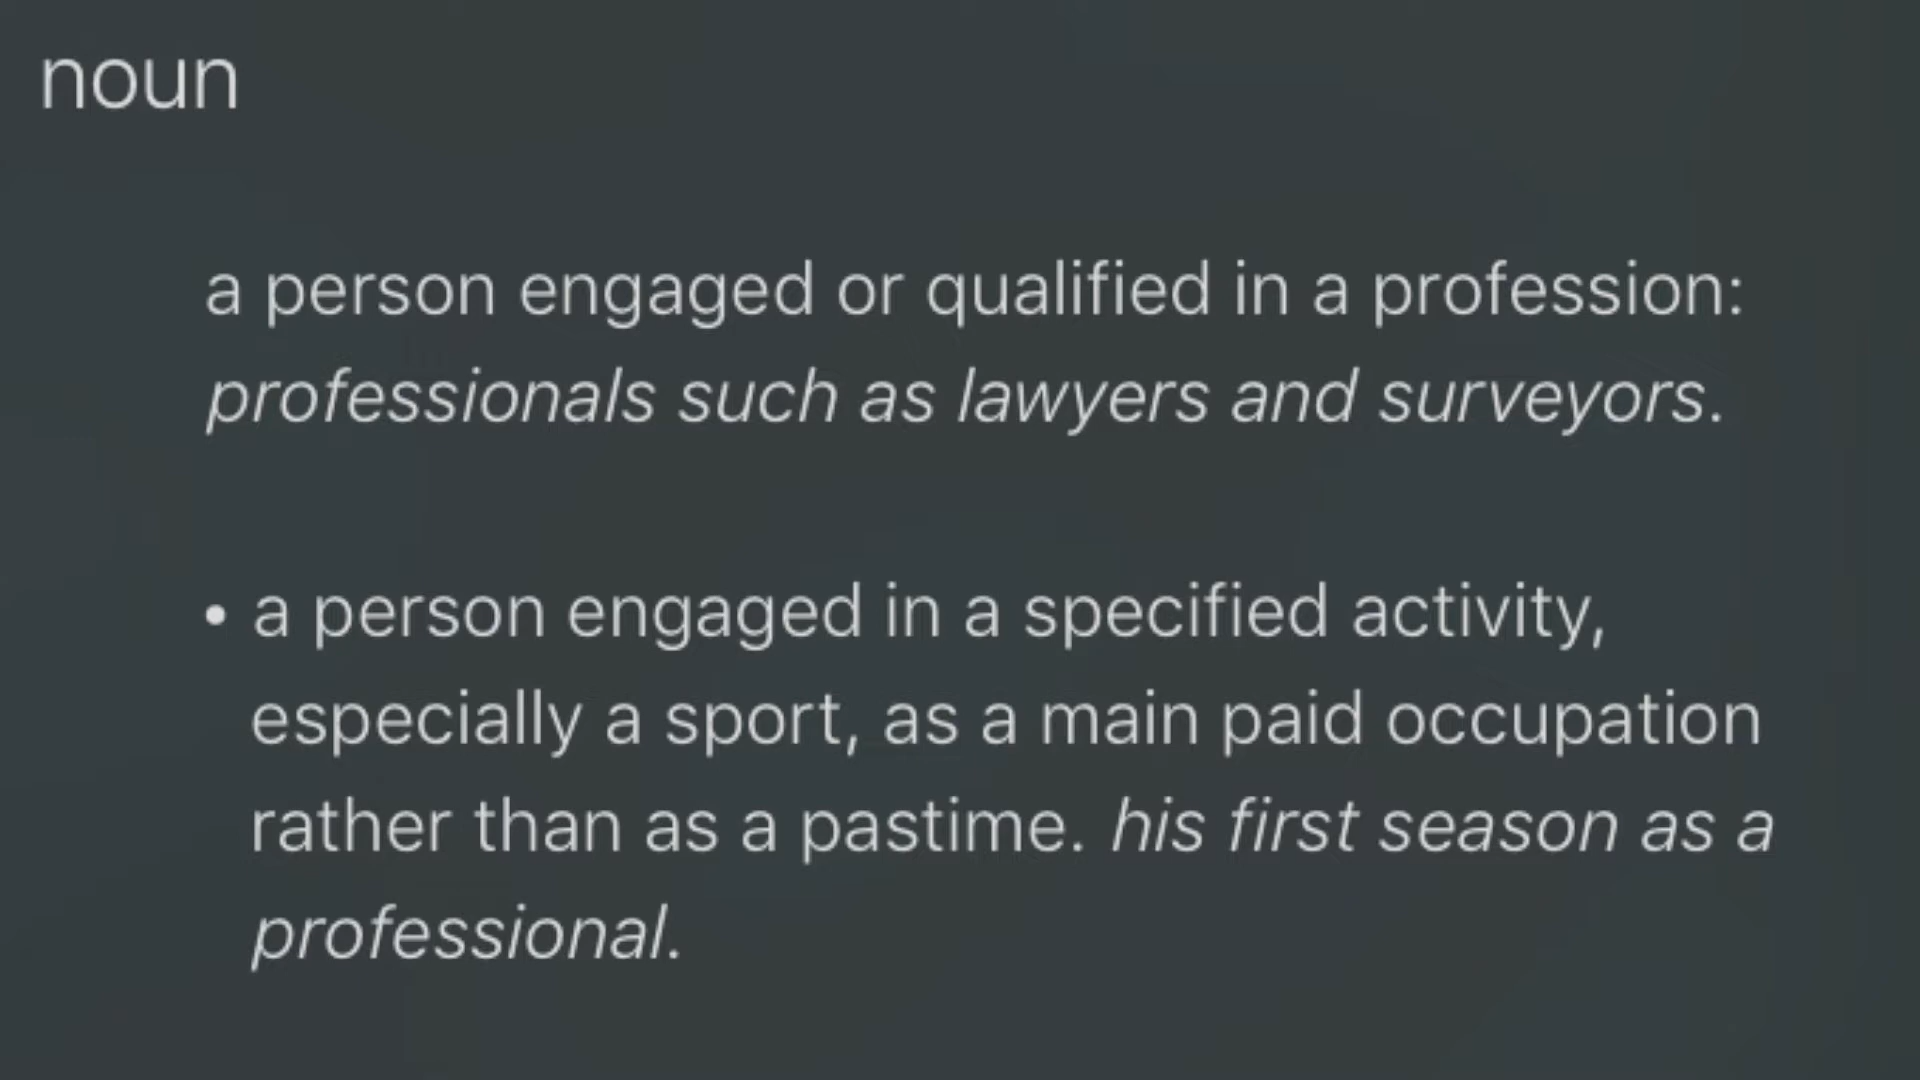 noun
a person engaged or qualified in a profession:
professionals such as lawyers and surveyors.
• a person engaged in a specified activity,
especially a sport, as a main paid occupation
rather than as a pastime. his first season as a
professional.